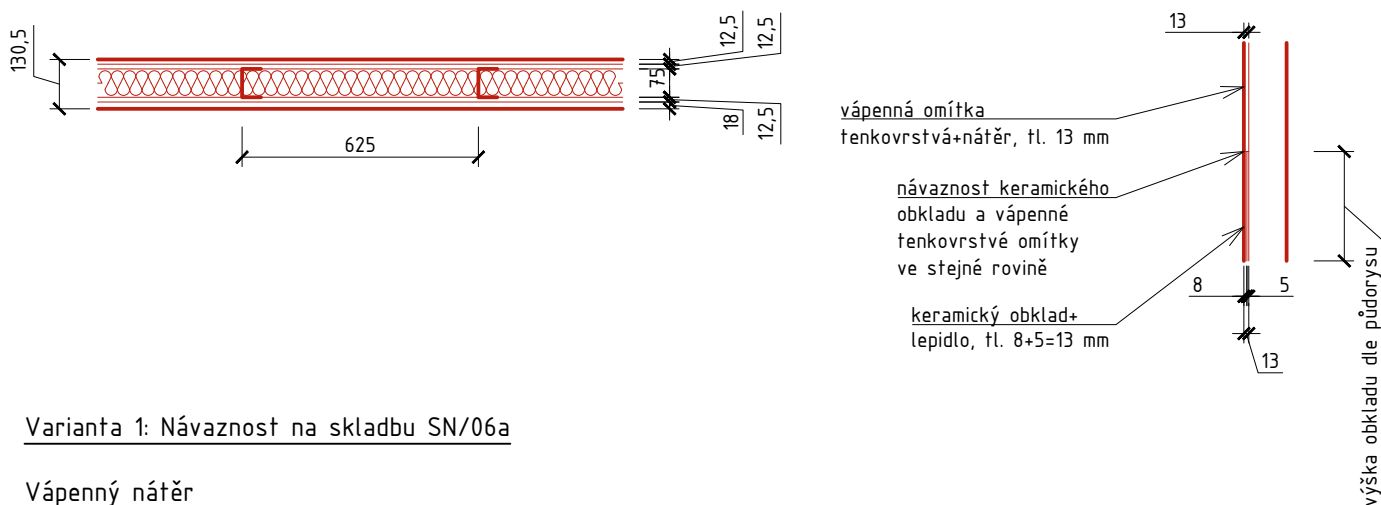 130,5
12,5
12,5
75
18
12,5
625
13
vápenná omítka
tenkovrstvá+nátěr, tl. 13 mm
návaznost keramického
obkladu a vápenné
tenkovrstvé omítky
ve stejné rovině
keramický obklad+
lepidlo, tl. 8+5=13 mm
8
5
13
výška obkladu dle půdorysu
Varianta 1: Návaznost na skladbu SN/06a
Vápenný nátěr